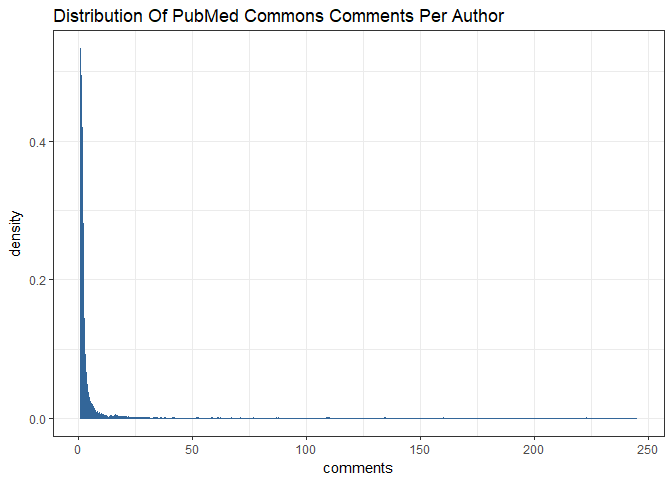 Distribution Of PubMed Commons Comments Per Author
density
0.4
0.2
0.0
0 50 100 150 200 250
comments